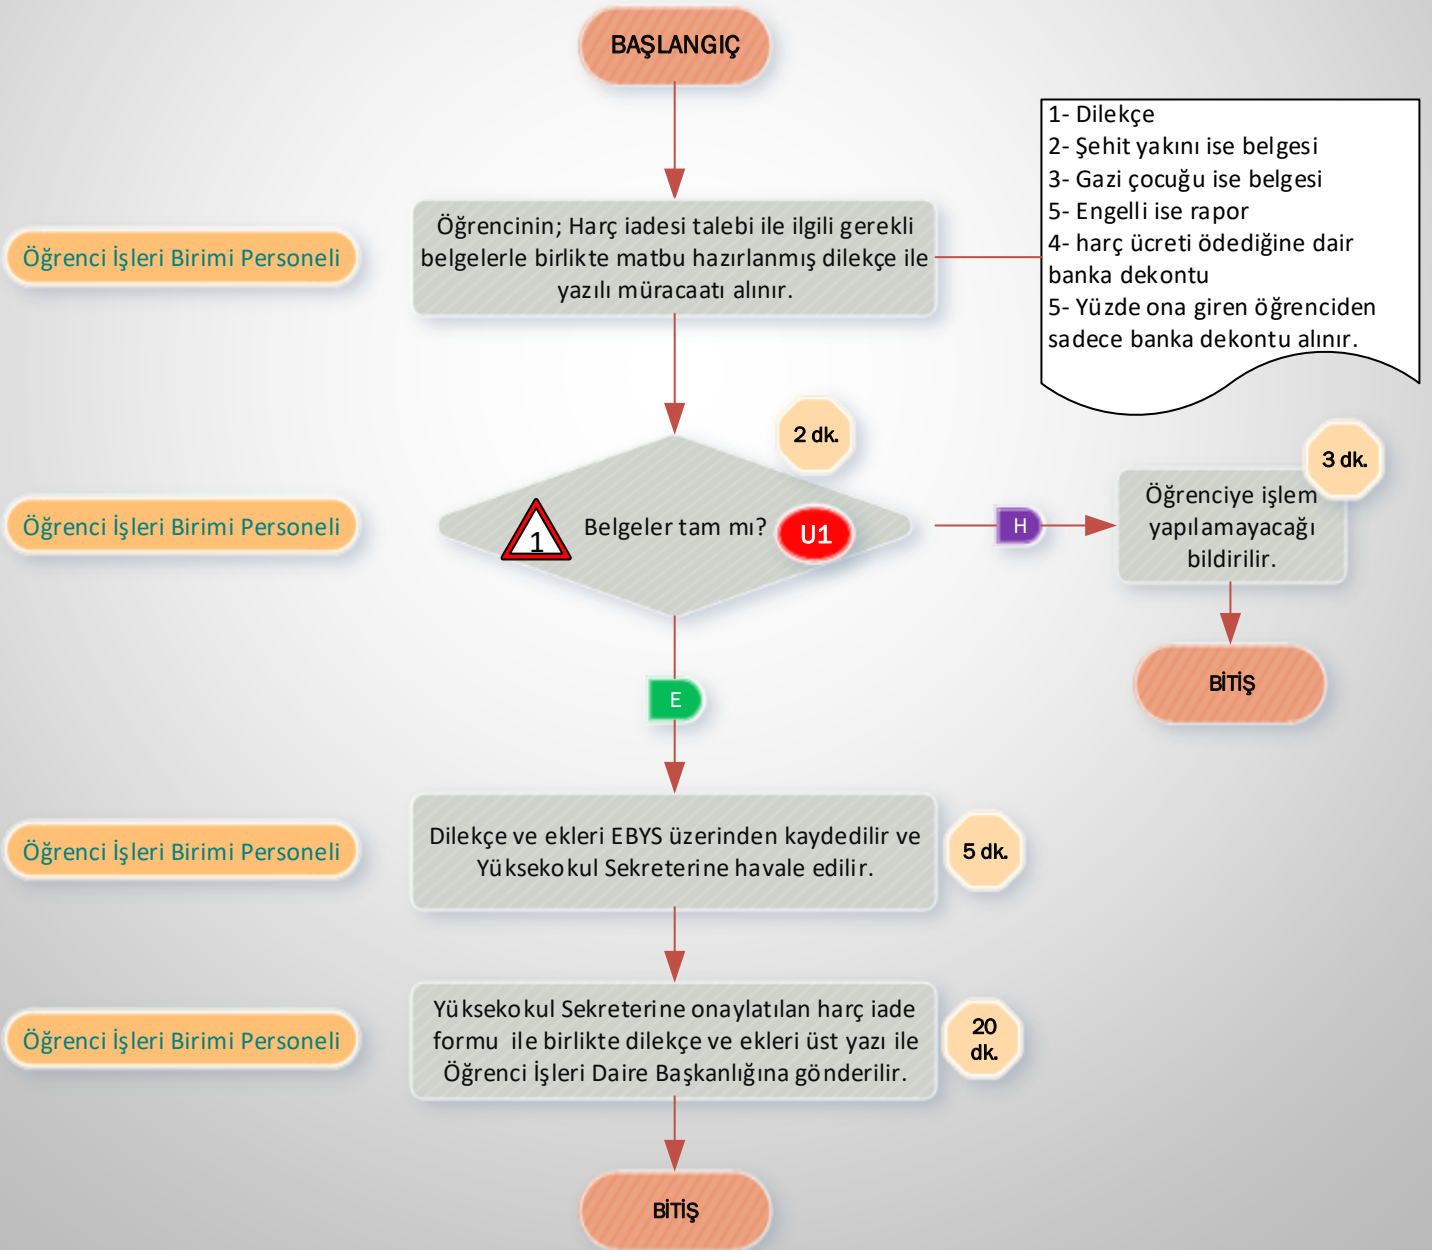 BAŞLANGIÇ
1- Dilekçe
2- Şehit yakını ise belgesi
3- Gazi çocuğu ise belgesi
5- Engelli ise rapor
4- harç ücreti ödediğine dair
banka dekontu
5- Yüzde ona giren öğrenciden
sadece banka dekontu alınır.
Öğrenci İşleri Birimi Personeli
Öğrencinin; Harç iadesi talebi ile ilgili gerekli
belgelerle birlikte matbu hazırlanmış dilekçe ile
yazılı müracaatı alınır.
2 dk.
Öğrenci İşleri Birimi Personeli
1
Belgeler tam mı?
U1
H
3 dk.
Öğrenciye işlem
yapılamayacağı
bildirilir.
BİTİŞ
E
Öğrenci İşleri Birimi Personeli
Dilekçe ve ekleri EBYS üzerinden kaydedilir ve
Yüksekokul Sekreterine havale edilir.
5 dk.
Öğrenci İşleri Birimi Personeli
Yüksekokul Sekreterine onaylatılan harç iade
formu ile birlikte dilekçe ve ekleri üst yazı ile
Öğrenci İşleri Daire Başkanlığına gönderilir.
20
dk.
BİTİŞ